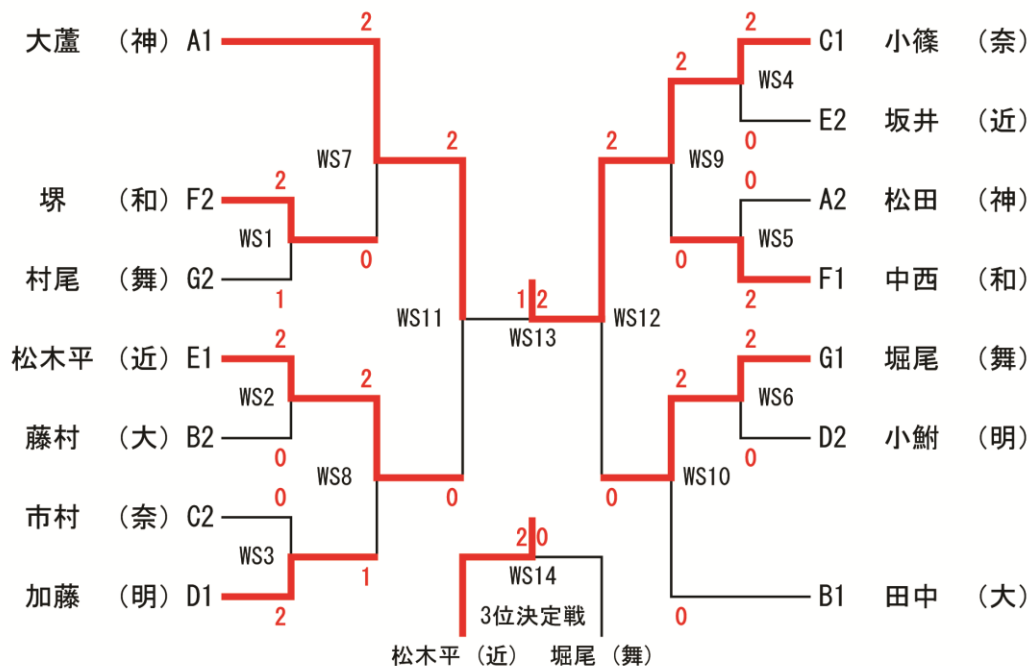 大蘆 （神） A1
2
WS7
2
堺 （和） F2
2
WS1
0
村尾 （舞） G2
1
WS11
松木平 （近） E1
2
WS2
2
藤村 （大） B2
0
WS8
0
市村 （奈） C2
0
WS3
1
加藤 （明） D1
2
1 2
WS13
2 0
WS14
3位決定戦
松木平 （近） 堀尾 （舞）
2
C1 小篠 （奈）
2
WS4
E2 坂井 （近）
0
2
WS9
0
A2 松田 （神）
WS5
0
F1 中西 （和）
2
WS12
2
G1 堀尾 （舞）
2
WS6
D2 小鮒 （明）
0
WS10
0
B1 田中 （大）
0